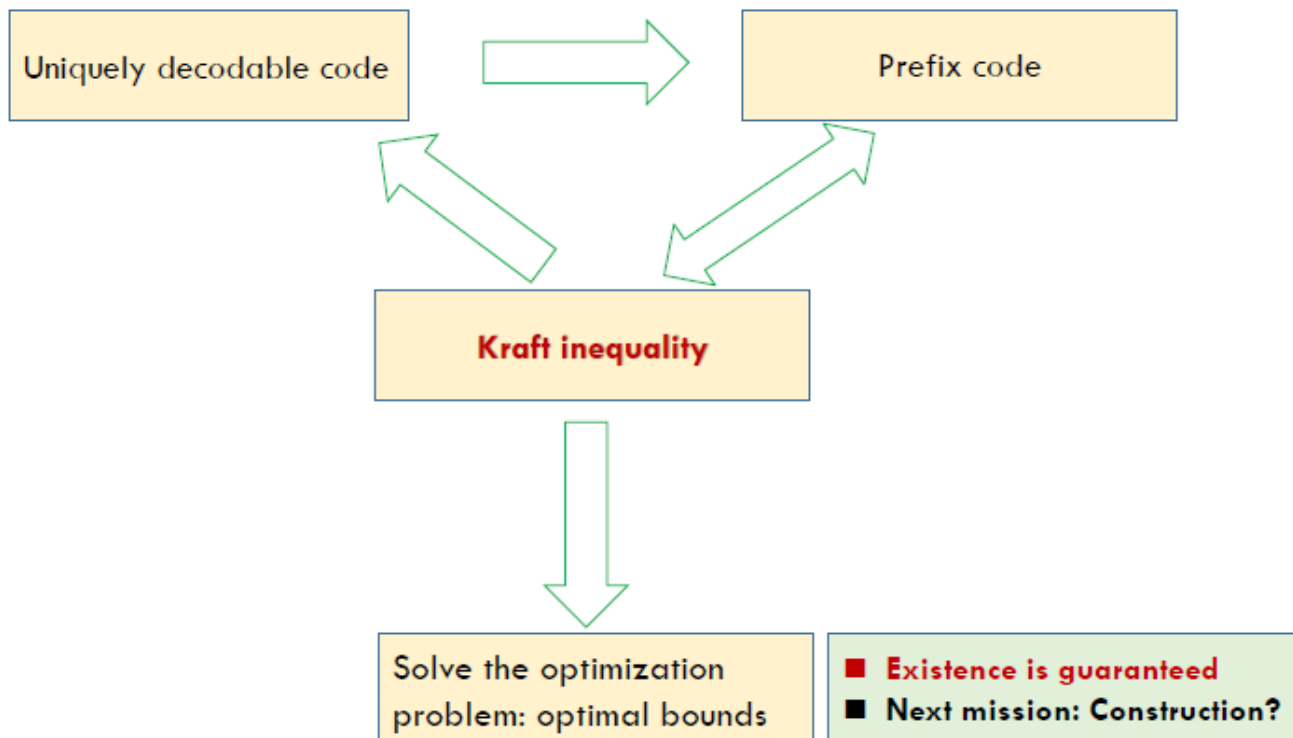 Uniquely decodable code
Prefix code
Kraft inequality
Solve the optimization
problem: optimal bounds
■ Existence is guaranteed
■ Next mission: Construction?